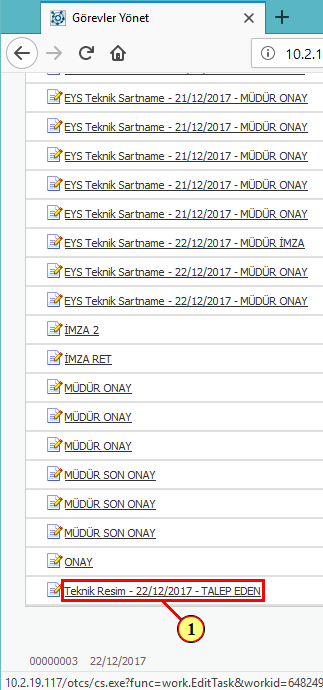 Görevler Yönet
10.2.19
EYS Teknik Sartname - 21/12/2017 - MÜDÜR ONAY
EYS Teknik Sartname - 21/12/2017 - MÜDÜR ONAY
EYS Teknik Sartname - 21/12/2017 - MÜDÜR ONAY
EYS Teknik Sartname - 21/12/2017 - MÜDÜR ONAY
EYS Teknik Sartname - 21/12/2017 - MÜDÜR ONAY
EYS Teknik Sartname - 22/12/2017 - MÜDÜR İMZA
EYS Teknik Sartname - 22/12/2017 - MÜDÜR ONAY
EYS Teknik Sartname - 22/12/2017 - MÜDÜR ONAY
İMZA 2
İMZA RET
MÜDÜR ONAY
MÜDÜR ONAY
MÜDÜR ONAY
MÜDÜR SON ONAY
MÜDÜR SON ONAY
MÜDÜR SON ONAY
ONAY
Teknik Resim - 22/12/2017 - TALEP EDEN
1
00000003 22/12/2017
10.2.19.117/otcs/cs.exe?func=work.EditTask&workid=648249